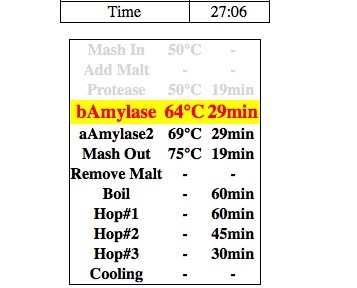 Time 27:06
Mash In 50°C -
Add Malt - -
Protease 50°C 19min
bAmylase 64°C 29min
aAmylase2 69°C 29min
Mash Out 75°C 19min
Remove Malt - -
Boil - 60min
Hop#1 - 60min
Hop#2 - 45min
Hop#3 - 30min
Cooling - -